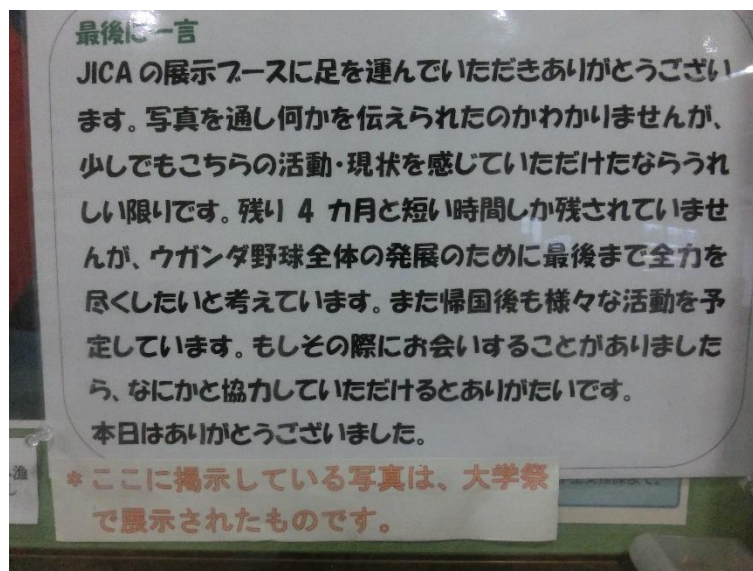 最後に一言
JICAの展示ブースに足を運んでいただきありがとうござい
ます。写真を通し何かを伝えられたのかわかりませんが、
少しでもこちらの活動・現状を感じていただけたならうれ
しい限りです。残り 4 カ月と短い時間しか残されていませ
んが、ウガンダ野球全体の発展のために最後まで全力を
尽くしたいと考えています。また帰国後も様々な活動を予
定しています。もしその際にお会いすることがありました
ら、なにかと協力していただけるとありがたいです。
本日はありがとうございました。
*ここに掲示している写真は、大学祭
で展示されたものです。